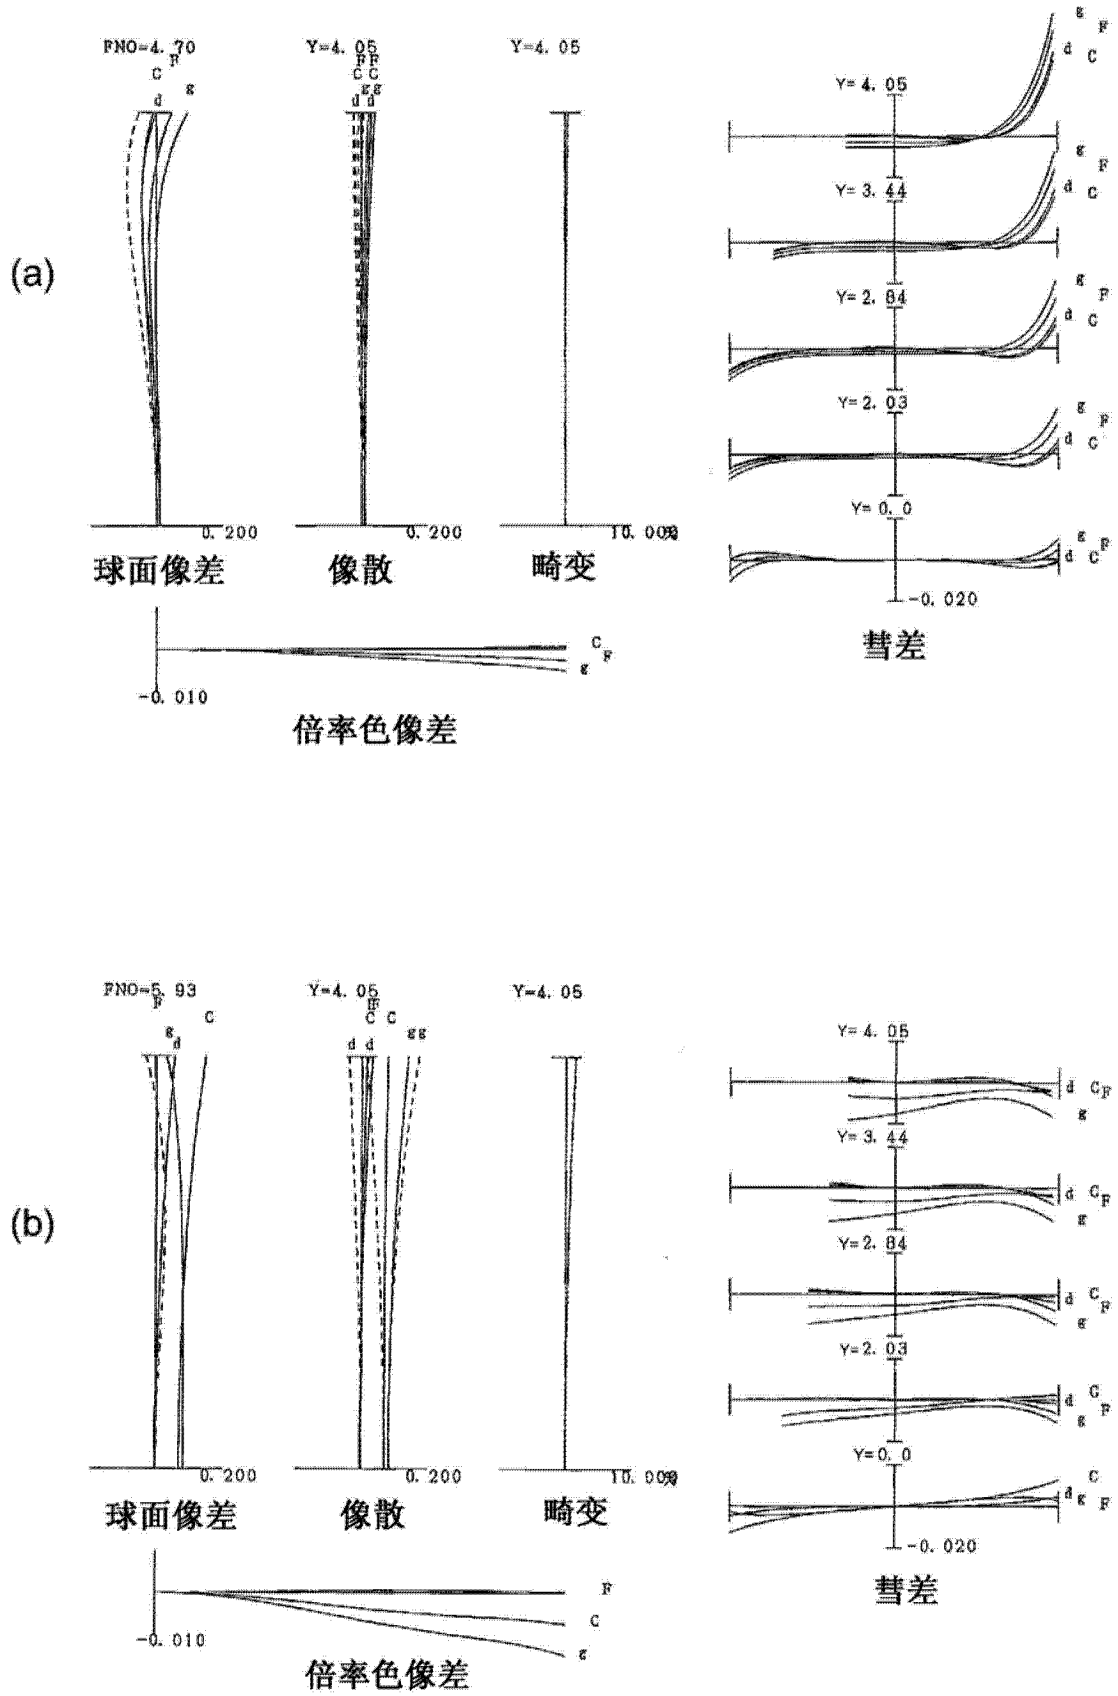 (a)
FNO=4. 70
F
C
g
d
Y=4. 05
F F
C C
g g
d d
Y=4. 05
0. 200
0. 200
10. 000 %
球面像差
像散
畸变
C
F
g
-0. 010
倍率色像差
g
F
d C
Y= 4. 05
g
F
d C
Y= 3. 44
g
F
d C
Y= 2. 84
g
F
d C
Y= 2. 03
g
F
d C
Y= 0. 0
-0. 020
彗差
(b)
FNO=5. 93
F
C
g
d
Y=4. 05
F F
C C
g g
d d
Y=4. 05
0. 200
0. 200
10. 000 %
球面像差
像散
畸变
F
C
g
-0. 010
倍率色像差
Y= 4. 05
d C F
g
Y= 3. 44
d C F
g
Y= 2. 84
d C F
g
Y= 2. 03
d C F
g
Y= 0. 0
C
d g F
-0. 020
彗差